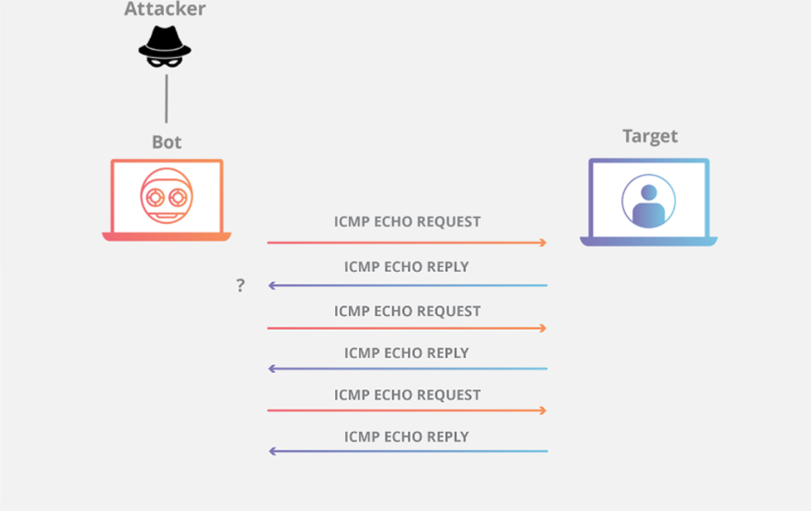 Attacker
Bot
Target
ICMP ECHO REQUEST
ICMP ECHO REPLY
?
ICMP ECHO REQUEST
ICMP ECHO REPLY
ICMP ECHO REQUEST
ICMP ECHO REPLY